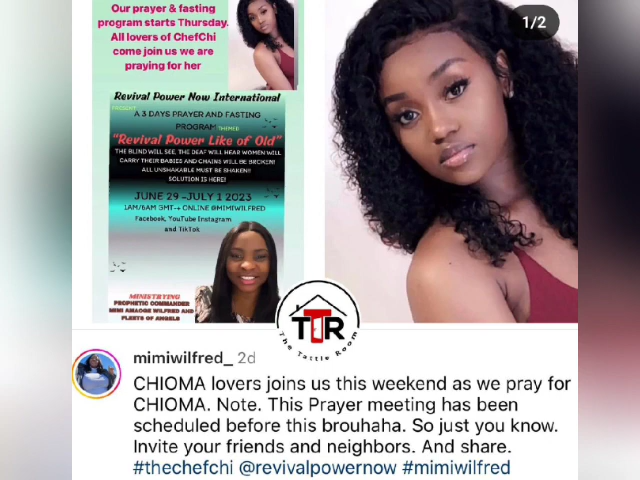 Our prayer & fasting
program starts Thursday.
All lovers of ChefChi
come join us we are
praying for her
1/2
Revival Power Now International
PRESENT
A 3 DAYS PRAYER AND FASTING
PROGRAM THEMED
"Revival Power Like of Old"
THE BLIND WILL SEE, THE DEAF WILL HEAR WOMEN WILL
CARRY THEIR BABIES AND CHAINS WILL BE BROKEN!
ALL UNSHAKABLE MUST BE SHAKEN!!
SOLUTION IS HERE!
JUNE 29 -JULY 1 2023
1AM/6AM GMT+ ONLINE @MIMIWILFRED
Facebook, YouTube Instagram
and TikTok
MINISTRYING
PROPHETIC COMMANDER
MIMI AMAOGE WILFRED AND
FLEETS OF ANGELS
TTR
The Tattle Room
mimiwilfred_ 2d
CHIOMA lovers joins us this weekend as we pray for
CHIOMA. Note. This Prayer meeting has been
scheduled before this brouhaha. So just you know.
Invite your friends and neighbors. And share.
#thechefchi @revivalpowernow #mimiwilfred